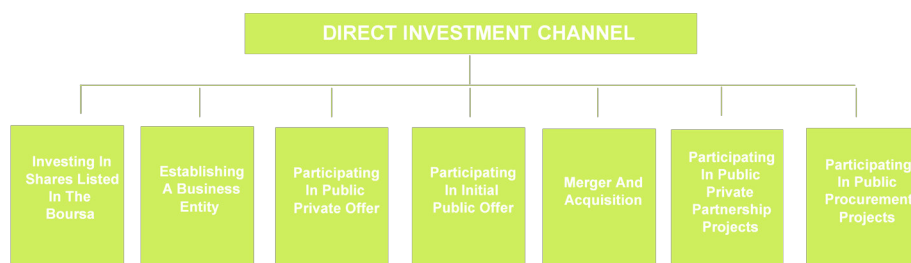 DIRECT INVESTMENT CHANNEL
Investing In
Shares Listed
In The
Boursa
Establishing
A Business
Entity
Participating
In Public
Private Offer
Participating
In Initial
Public Offer
Merger And
Acquisition
Participating
In Public
Private
Partnership
Projects
Participating
In Public
Procurement
Projects